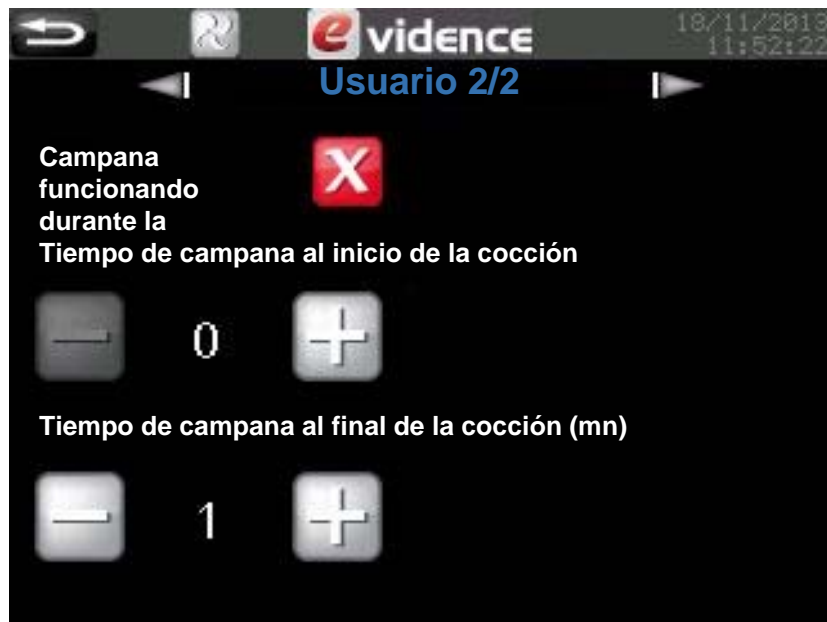 evidence
18/11/2013
11:52:22
Usuario 2/2
Campana
funcionando
durante la
X
Tiempo de campana al inicio de la cocción
0
Tiempo de campana al final de la cocción (mn)
1